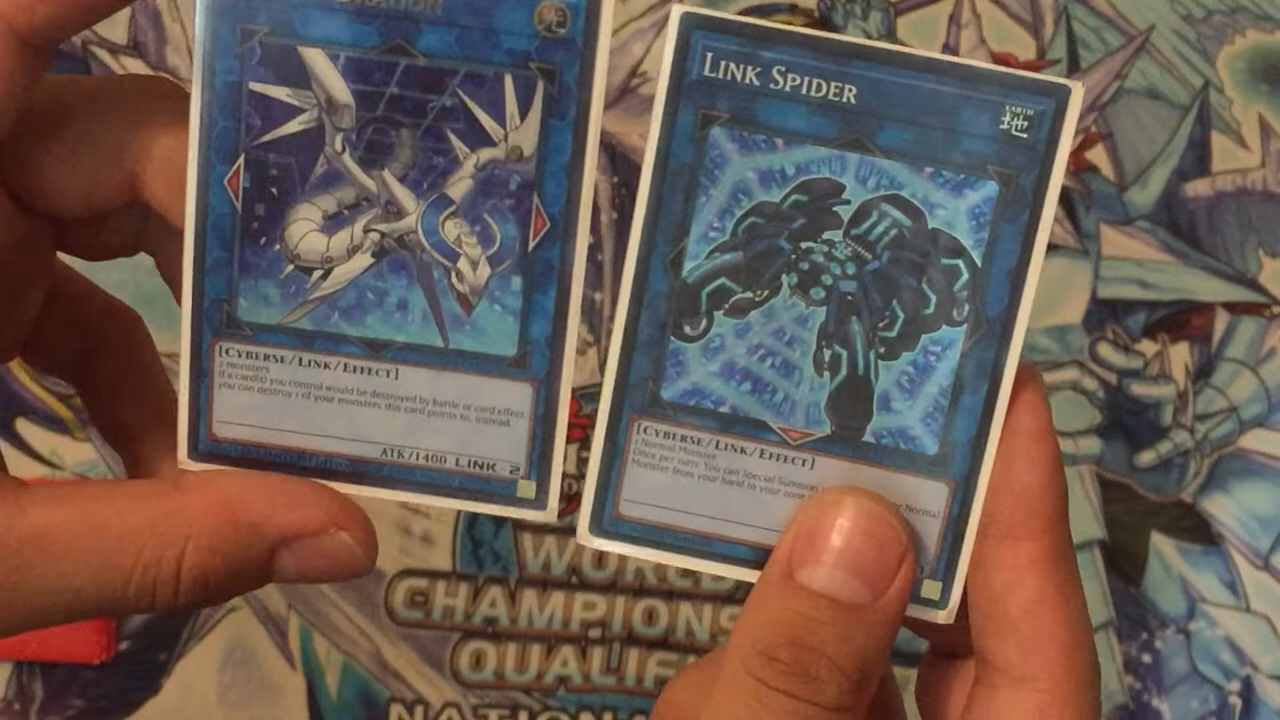 LINK SPIDER
EARTH
地
[CYBERSE/LINK/EFFECT]
2 monsters
If a card(s) you control would be destroyed by battle or card effect,
you can destroy 1 of your monsters this card points to, instead.
ATK/1400 LINK-2
[CYBERSE/LINK/EFFECT]
1 Normal Monster
Once per turn: You can Special Summon
Normal
Monster from your hand to your zone
WORLD
CHAMPIONS
QUALIFI
NATIONA